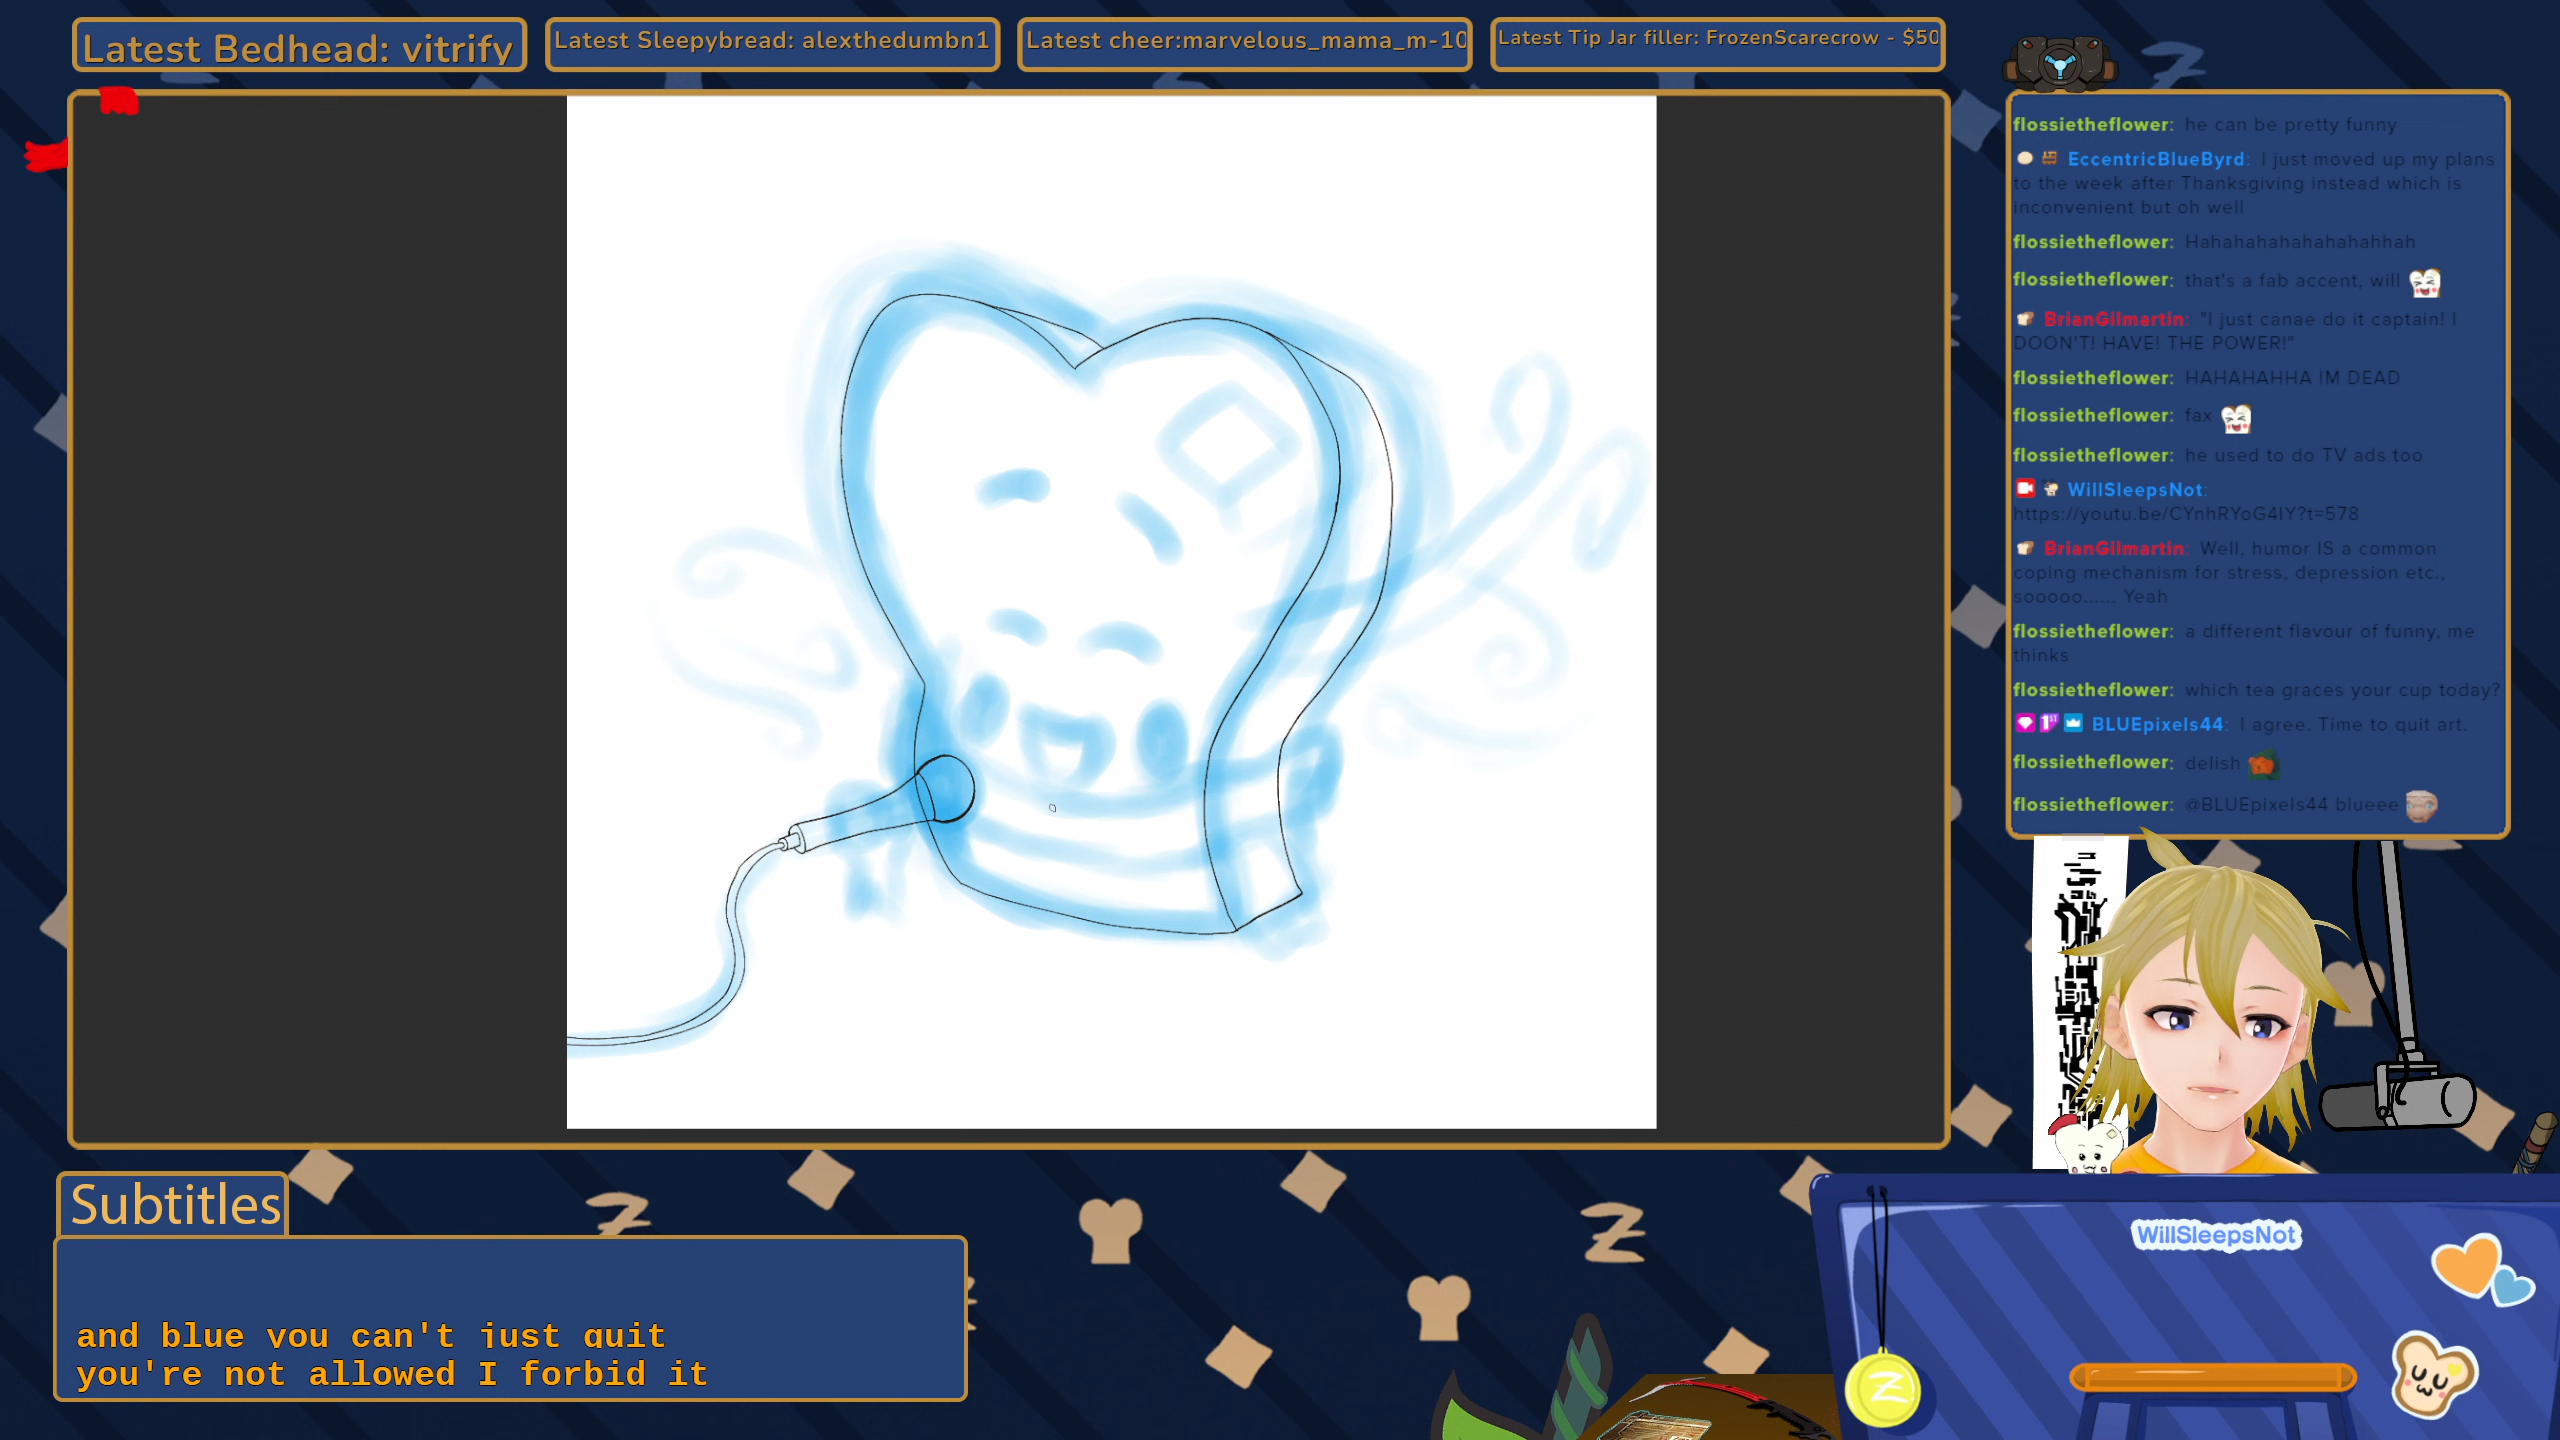 Latest Bedhead: vitrify
Latest Sleepybread: alexthedumbn1
Latest cheer:marvelous_mama_m-10
Latest Tip Jar filler: FrozenScarecrow - $50
flossietheflower: he can be pretty funny
EccentricBlueByrd: I just moved up my plans
to the week after Thanksgiving instead which is
inconvenient but oh well
flossietheflower: Hahahahahahahahahhah
flossietheflower: that's a fab accent, will
BrianGilmartin: "I just canae do it captain! I
DOON'T! HAVE! THE POWER!"
flossietheflower: HAHAHAHHA IM DEAD
flossietheflower: fax
flossietheflower: he used to do TV ads too
WillSleepsNot:
https://youtu.be/CYnhRYoG4IY?t=578
BrianGilmartin: Well, humor IS a common
coping mechanism for stress, depression etc.,
sooooo...... Yeah
flossietheflower: a different flavour of funny, me
thinks
flossietheflower: which tea graces your cup today?
BLUEpixels44: I agree. Time to quit art.
flossietheflower: delish
flossietheflower: @BLUEpixels44 blueee
Subtitles
and blue you can't just quit
you're not allowed I forbid it
WillSleepsNot
Z